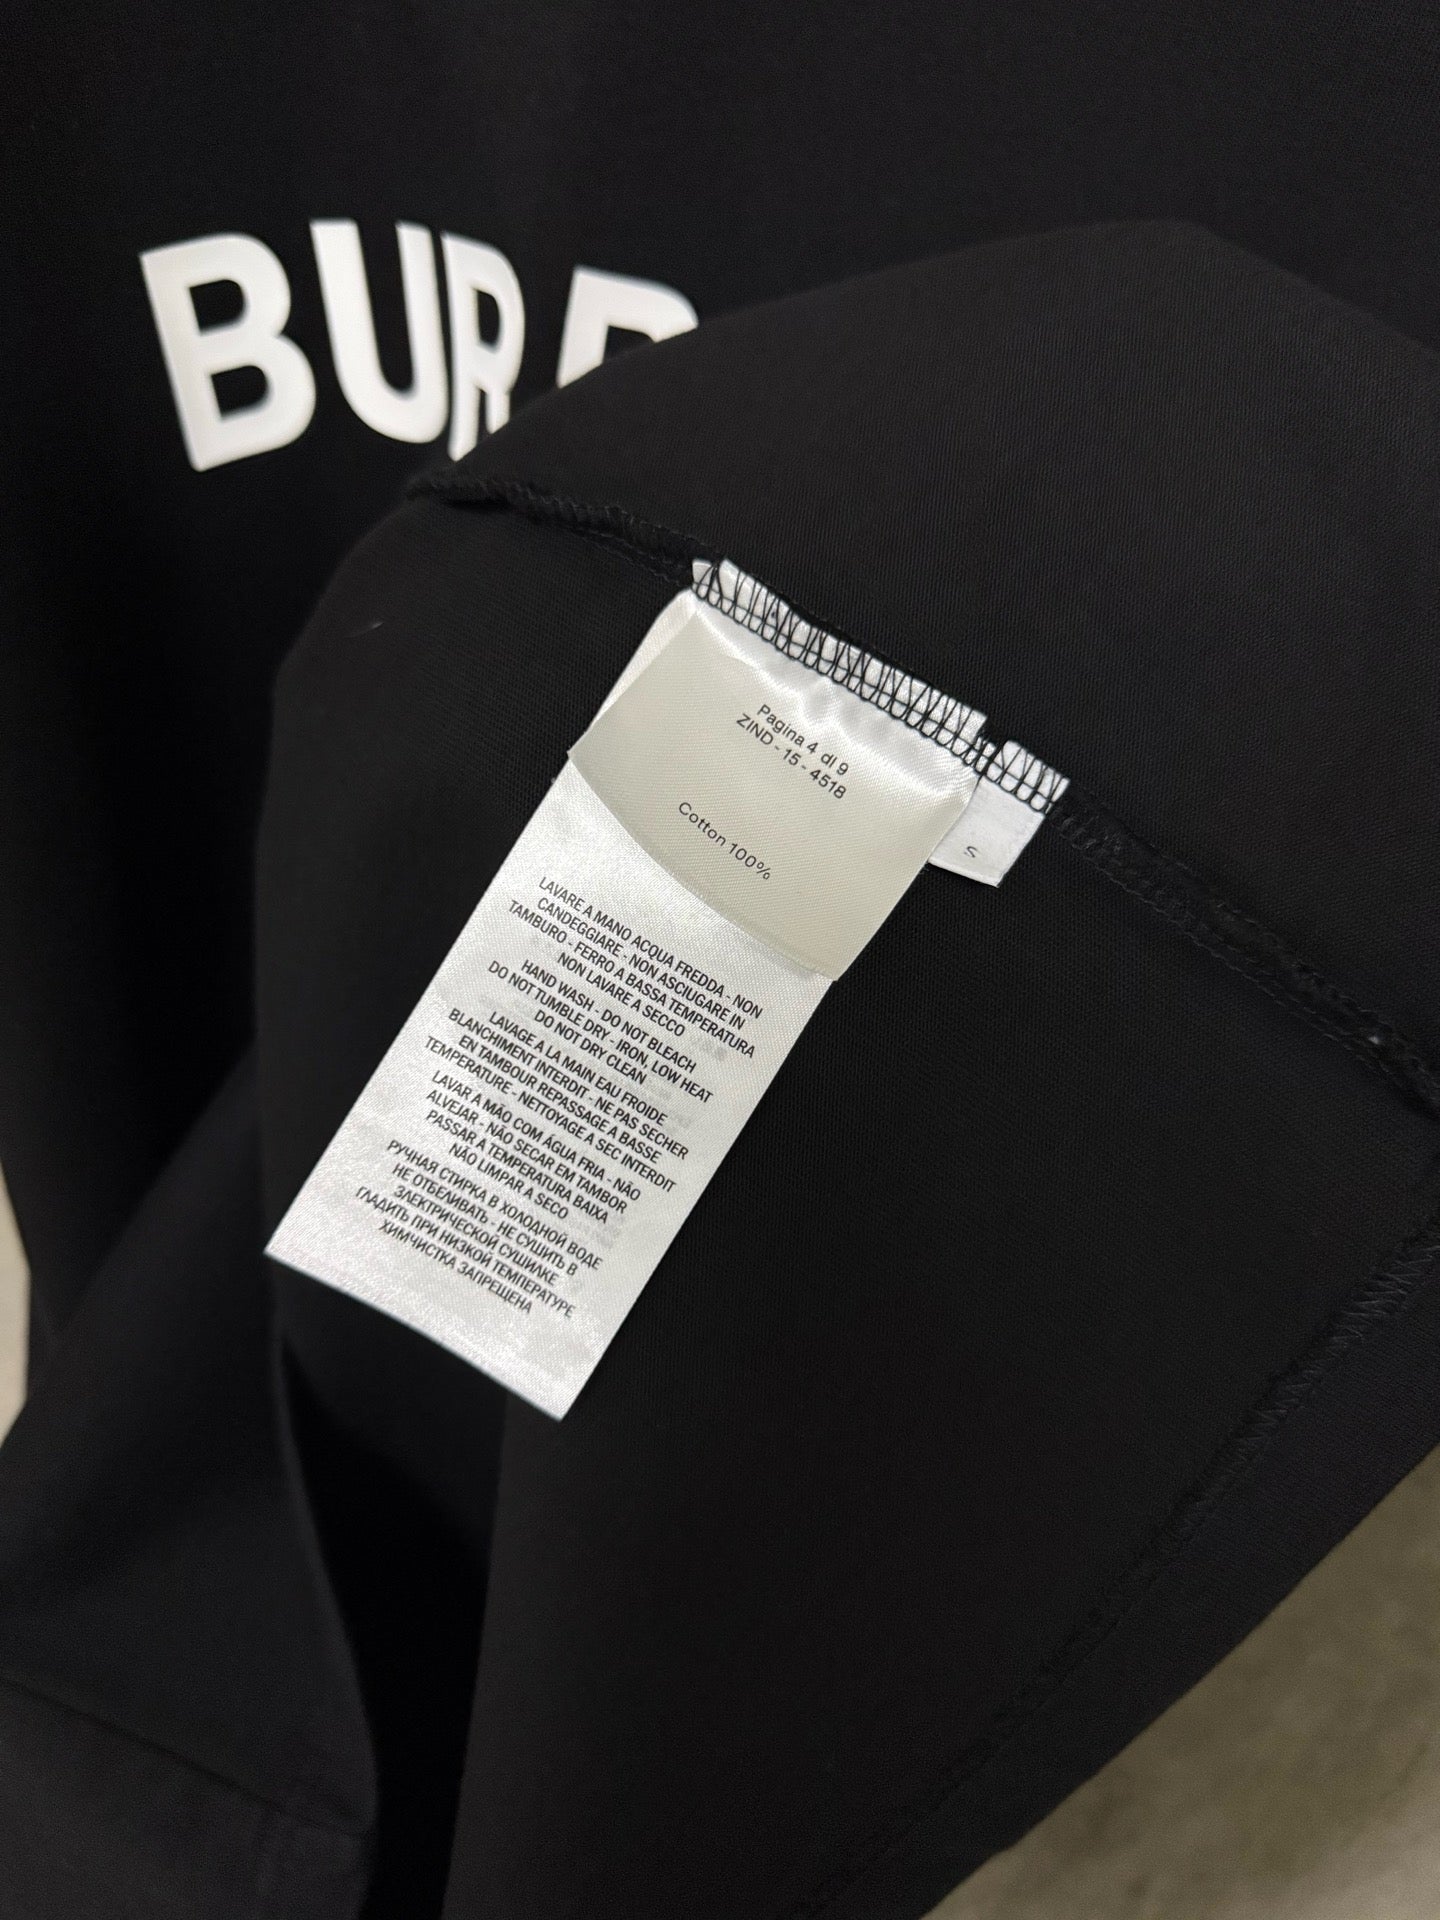 BURB
Pagina 4 di 9
ZIND - 15 - 4518
Cotton 100%
S
LAVARE A MANO ACQUA FREDDA - NON
CANDEGGIARE - NON ASCIUGARE IN
TAMBURO - FERRO A BASSA TEMPERATURA
NON LAVARE A SECCO
HAND WASH - DO NOT BLEACH
DO NOT TUMBLE DRY - IRON, LOW HEAT
DO NOT DRY CLEAN
LAVAGE A LA MAIN EAU FROIDE
BLANCHIMENT INTERDIT - NE PAS SECHER
EN TAMBOUR REPASSAGE A BASSE
TEMPERATURE - NETTOYAGE A SEC INTERDIT
LAVAR A MÃO COM ÁGUA FRIA - NÃO
ALVEJAR - NÃO SECAR EM TAMBOR
PASSAR A TEMPERATURA BAIXA
NÃO LIMPAR A SECO
РУЧНАЯ СТИРКА В ХОЛОДНОЙ ВОДЕ
НЕ ОТБЕЛИВАТЬ - НЕ СУШИТЬ В
ЭЛЕКТРИЧЕСКОЙ СУШИЛКЕ
ГЛАДИТЬ ПРИ НИЗКОЙ ТЕМПЕРАТУРЕ
ХИМЧИСТКА ЗАПРЕЩЕНА